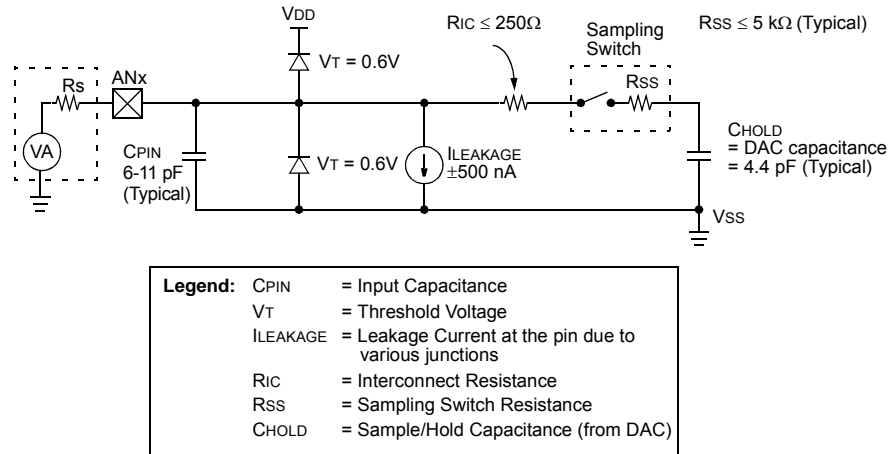 VDD
RIC ≤ 250Ω
Sampling
Switch
RSS ≤ 5 kΩ (Typical)
VT = 0.6V
Rs
ANx
RSS
VA
CPIN
6-11 pF
(Typical)
VT = 0.6V
ILEAKAGE
±500 nA
CHOLD
= DAC capacitance
= 4.4 pF (Typical)
VSS
Legend: CPIN = Input Capacitance
VT = Threshold Voltage
ILEAKAGE = Leakage Current at the pin due to
various junctions
RIC = Interconnect Resistance
RSS = Sampling Switch Resistance
CHOLD = Sample/Hold Capacitance (from DAC)